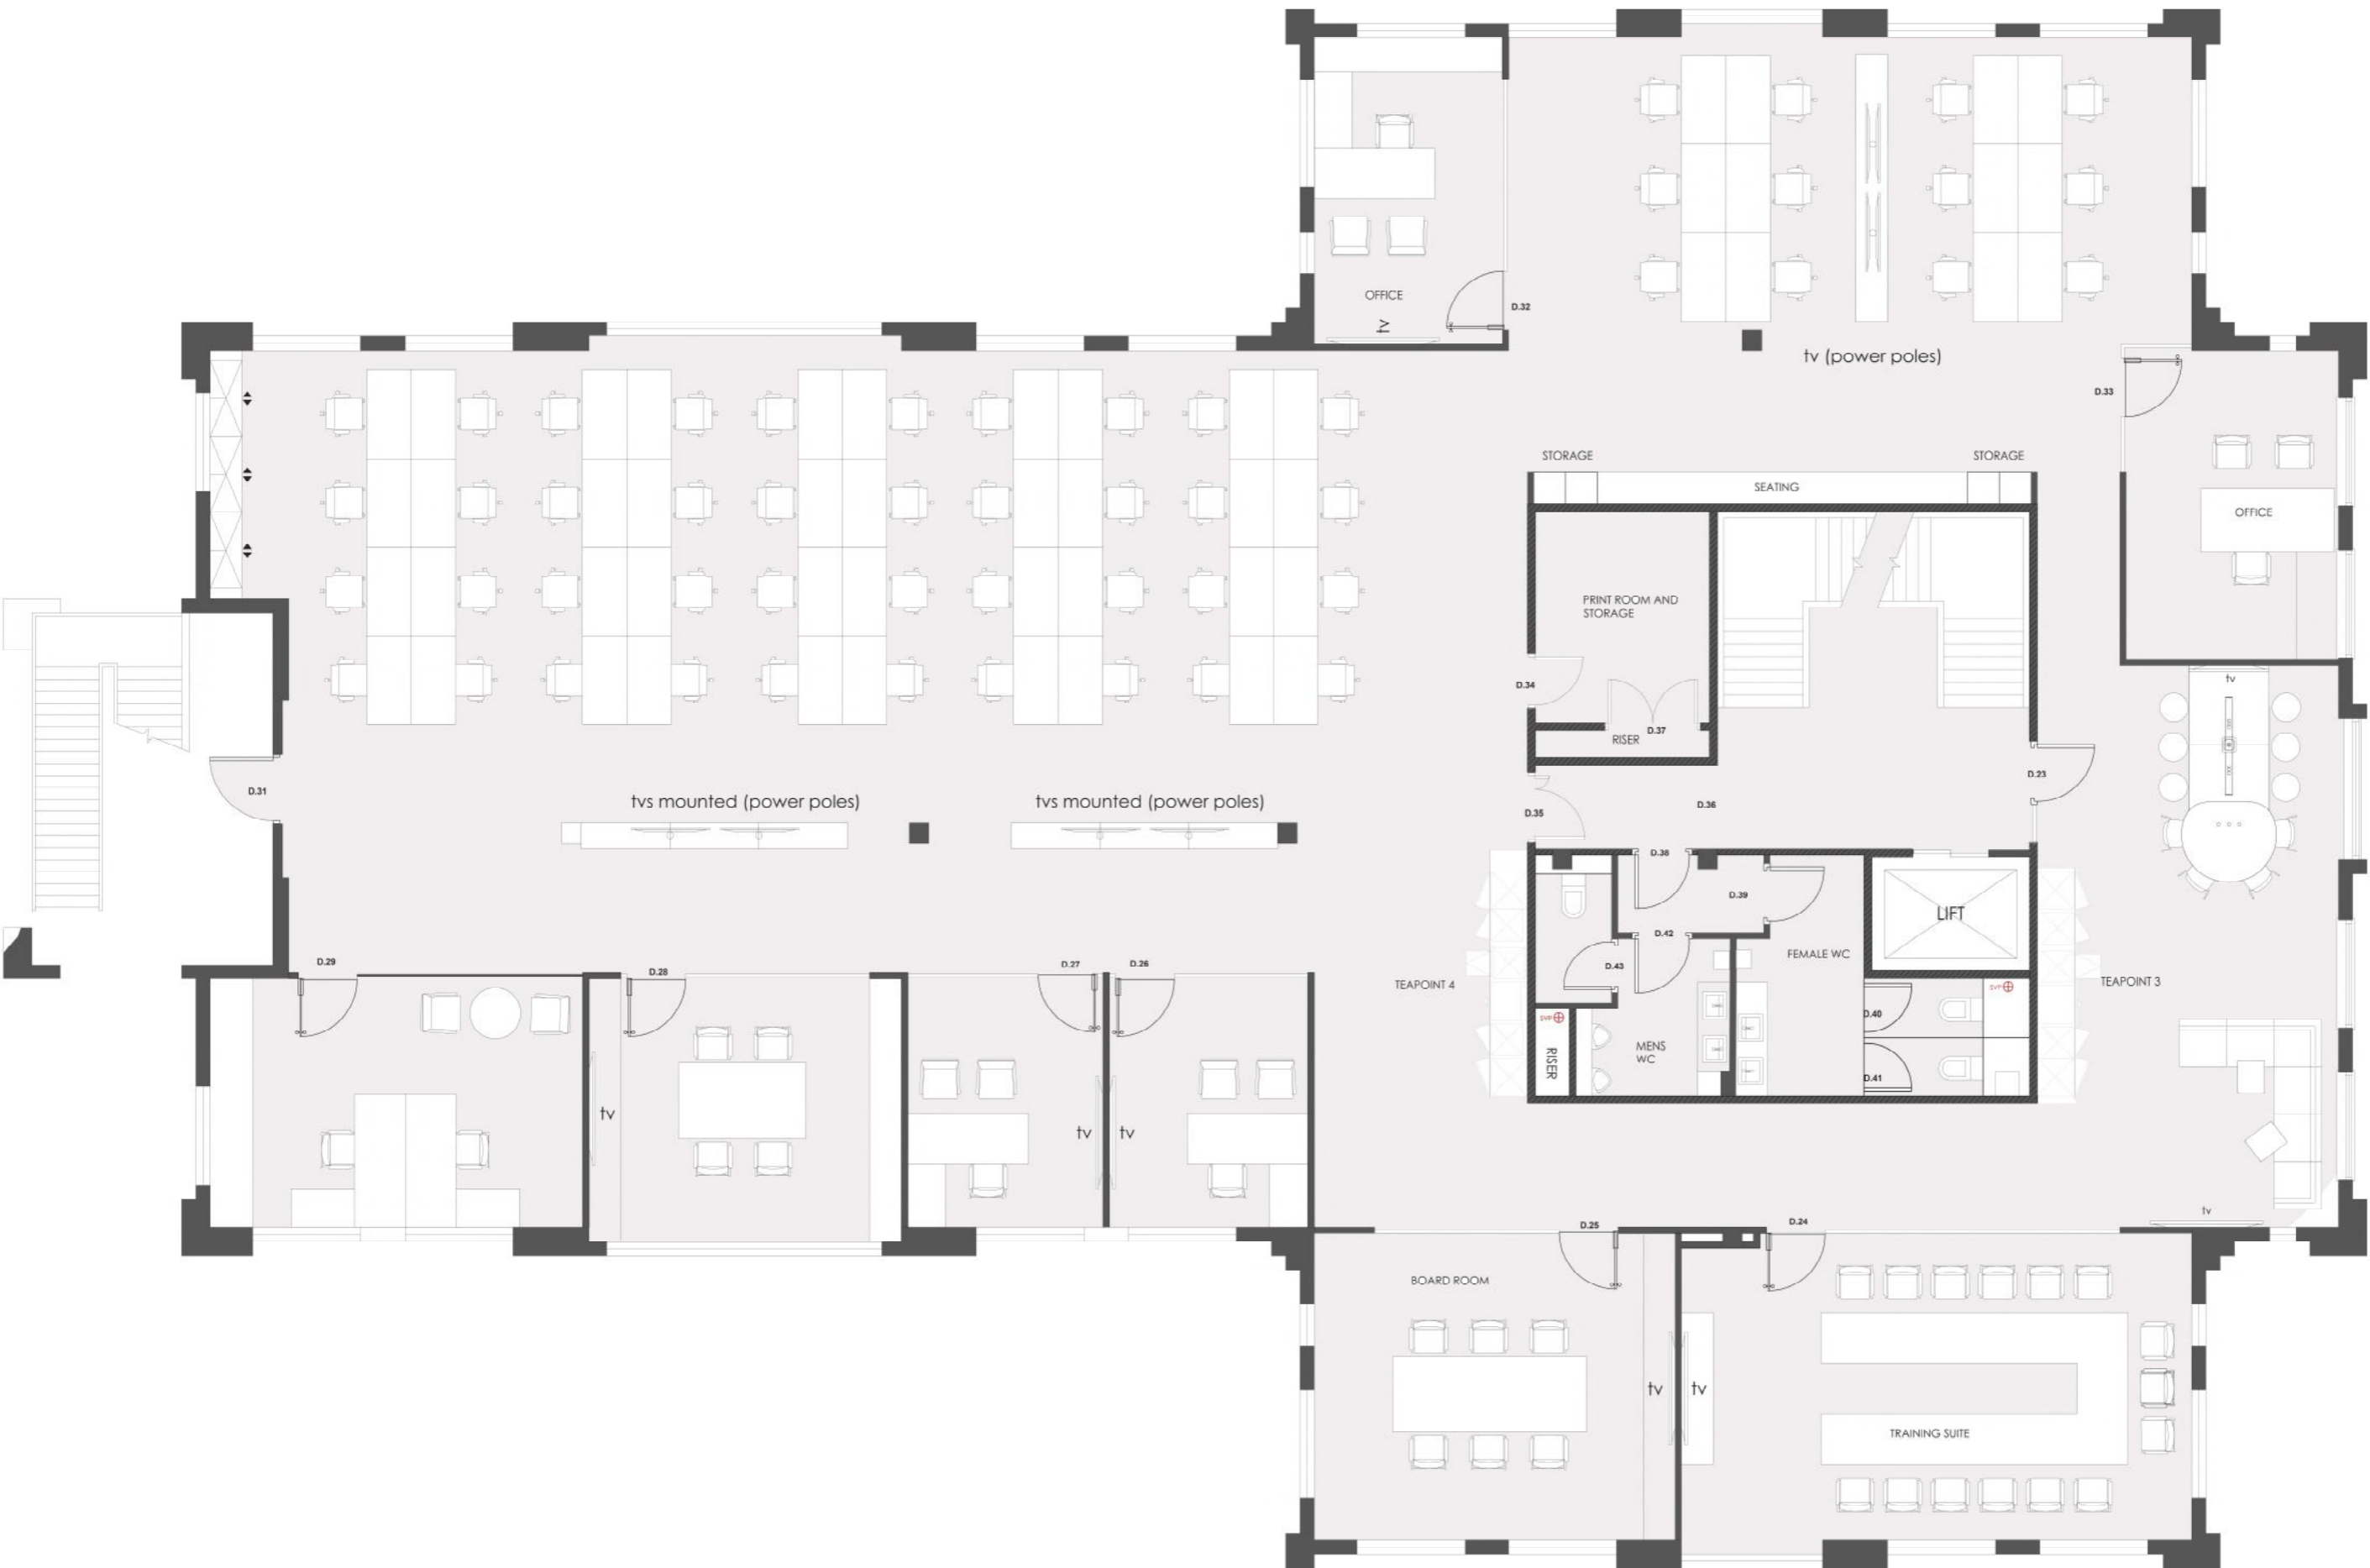 OFFICE
tv
D.32
tv (power poles)
D.33
STORAGE
STORAGE
SEATING
OFFICE
PRINT ROOM AND
STORAGE
D.34
RISER
D.37
tv
D.31
tvs mounted (power poles)
tvs mounted (power poles)
D.35
D.36
D.23
D.38
D.39
LIFT
D.42
FEMALE WC
D.43
D.29
D.28
D.27
D.26
TEAPOINT 4
TEAPOINT 3
SVP
SVP
D.40
RISER
MENS
WC
D.41
tv
tv
tv
tv
D.25
D.24
BOARD ROOM
tv
tv
TRAINING SUITE